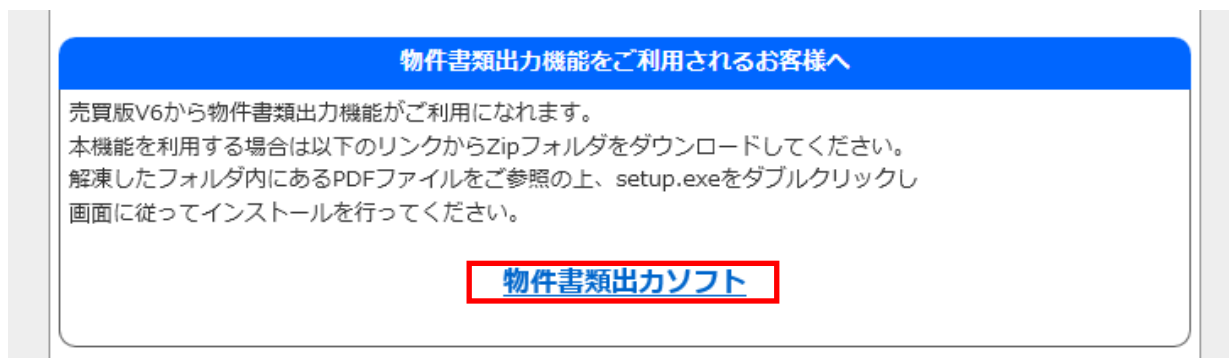 物件書類出力機能をご利用されるお客様へ
売買版V6から物件書類出力機能がご利用になれます。
本機能を利用する場合は以下のリンクからZipフォルダをダウンロードしてください。
解凍したフォルダ内にあるPDFファイルをご参照の上、setup.exeをダブルクリックし
画面に従ってインストールを行ってください。
物件書類出力ソフト